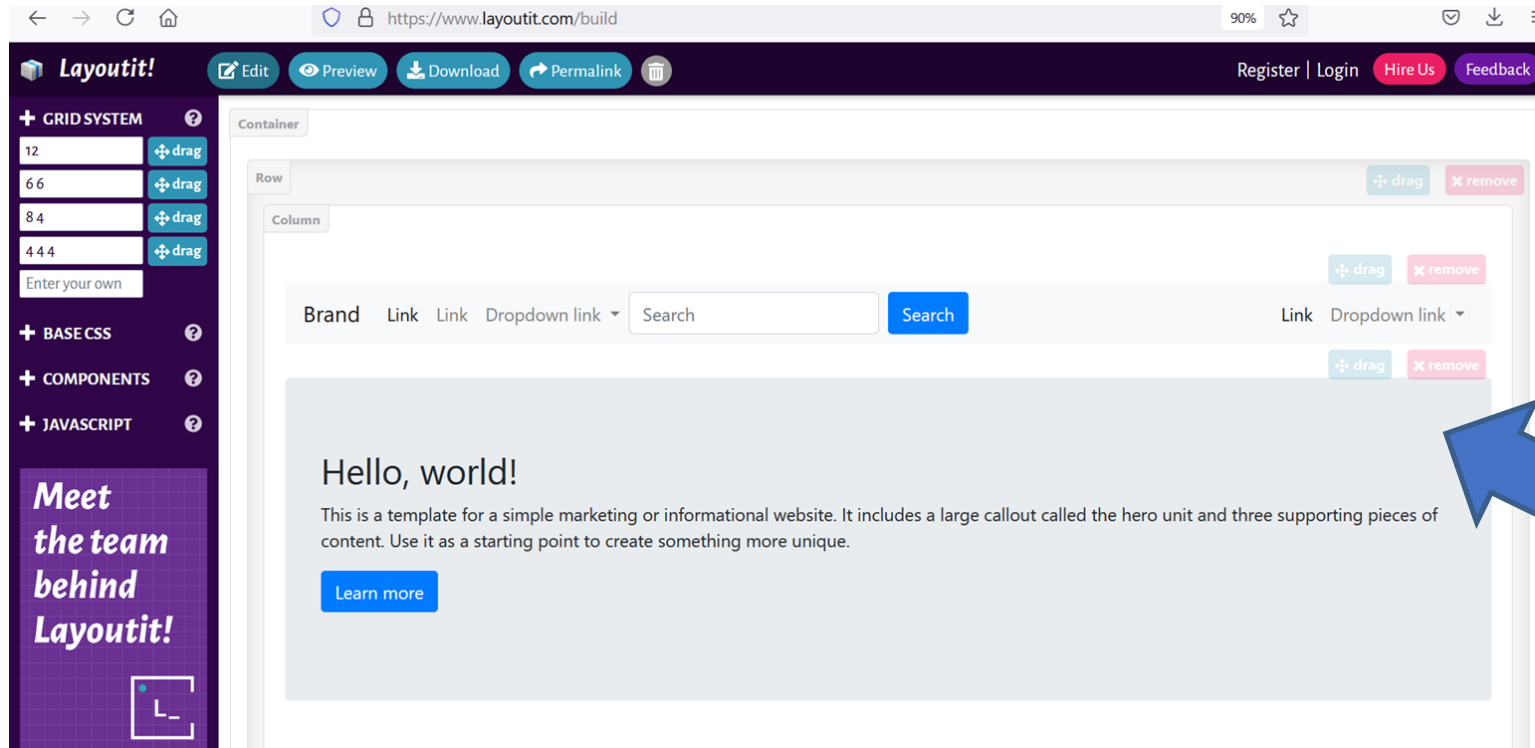 https://www.layoutit.com/build 90%
Layoutit! Edit Preview Download Permalink Register | Login Hire Us Feedback
GRID SYSTEM
12 drag
6 6 drag
8 4 drag
4 4 4 drag
Enter your own
BASE CSS
COMPONENTS
JAVASCRIPT
Meet
the team
behind
Layoutit!
L_
Container
Row drag remove
Column
drag remove
Brand Link Link Dropdown link Search Search Link Dropdown link
drag remove
Hello, world!
This is a template for a simple marketing or informational website. It includes a large callout called the hero unit and three supporting pieces of
content. Use it as a starting point to create something more unique.
Learn more